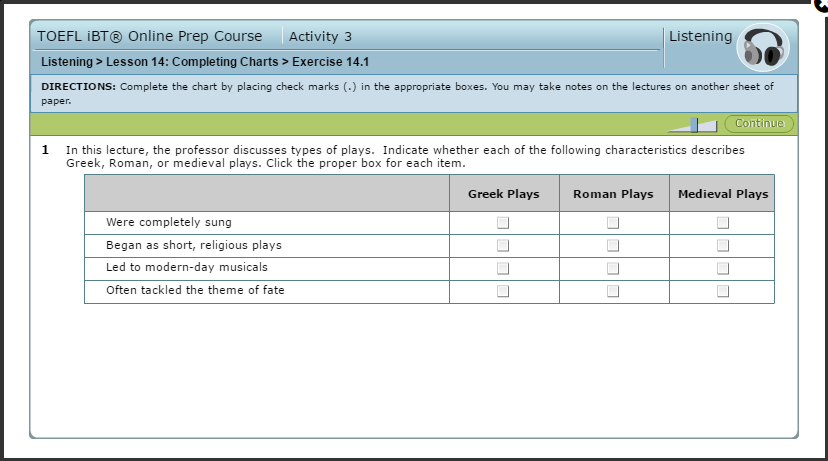 TOEFL iBT® Online Prep Course Activity 3 Listening
Listening > Lesson 14: Completing Charts > Exercise 14.1
DIRECTIONS: Complete the chart by placing check marks (.) in the appropriate boxes. You may take notes on the lectures on another sheet of
paper.
Continue
1 In this lecture, the professor discusses types of plays. Indicate whether each of the following characteristics describes
Greek, Roman, or medieval plays. Click the proper box for each item.
Greek Plays Roman Plays Medieval Plays
Were completely sung
Began as short, religious plays
Led to modern-day musicals
Often tackled the theme of fate